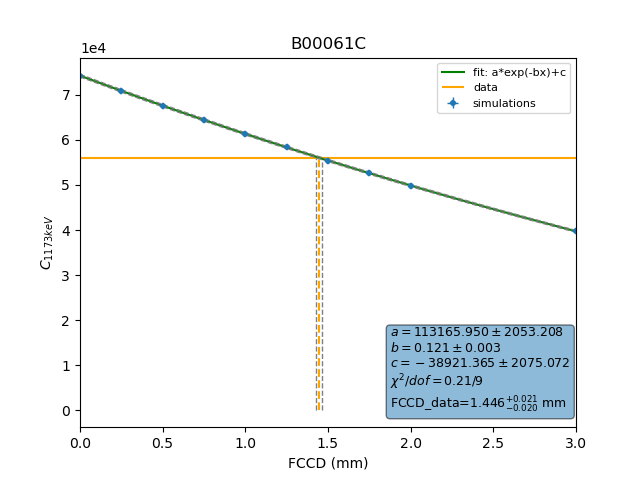 B00061C
1e4
fit: a*exp(-bx)+c
data
simulations
7
6
5
4
3
2
1
0
C_{1173keV}
a = 113165.950 ± 2053.208
b = 0.121 ± 0.003
c = −38921.365 ± 2075.072
χ²/dof = 0.21/9
FCCD_data=1.446^{+0.021}_{−0.020} mm
0.0 0.5 1.0 1.5 2.0 2.5 3.0
FCCD (mm)